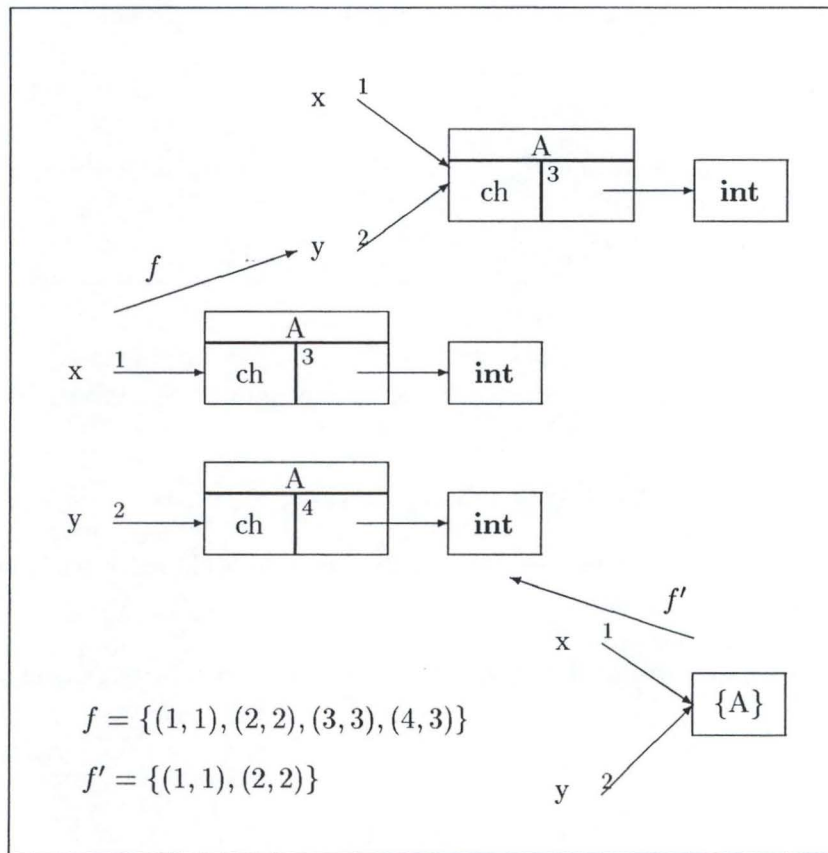 x 1
A
ch 3 int
y 2
f
A
x 1 ch 3 int
A
y 2 ch 4 int
f′
x 1
{A}
f = {(1, 1), (2, 2), (3, 3), (4, 3)}
f′ = {(1, 1), (2, 2)}
y 2